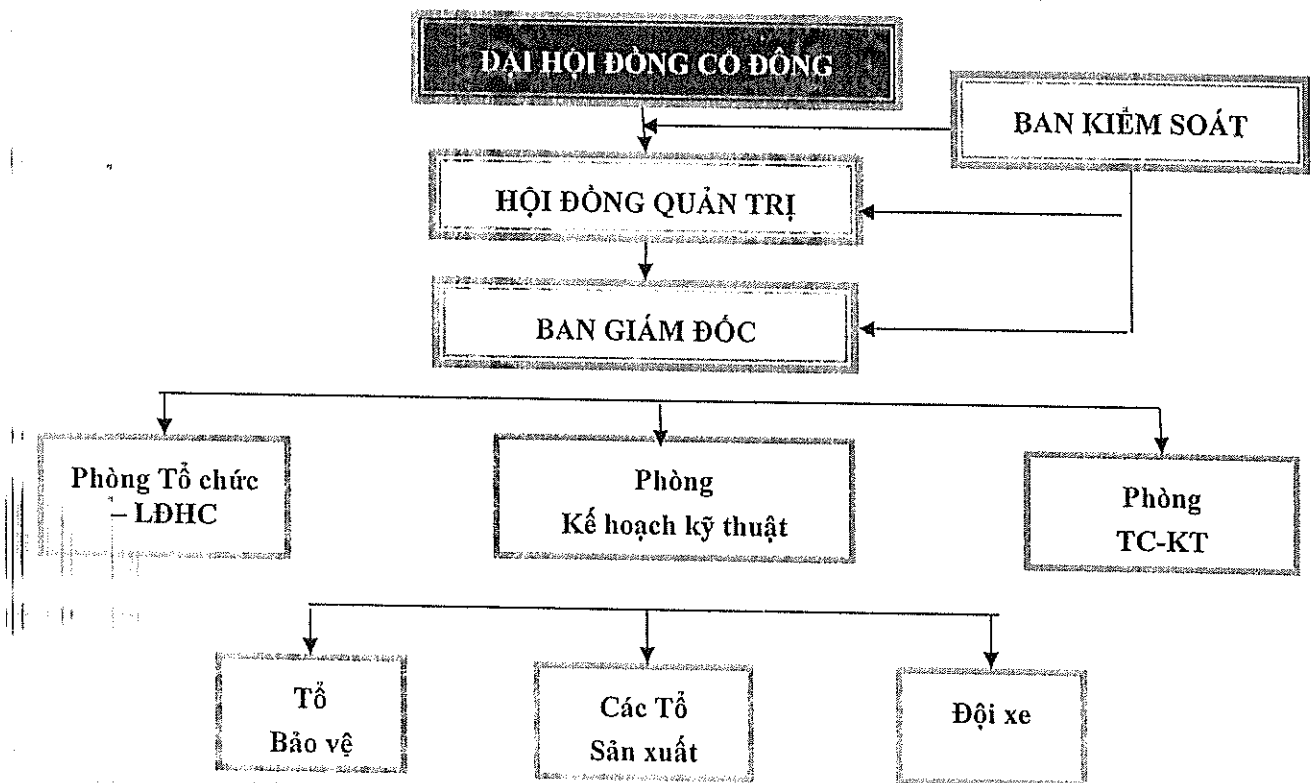 ĐẠI HỘI ĐỒNG CỔ ĐÔNG
BAN KIỂM SOÁT
HỘI ĐỒNG QUẢN TRỊ
BAN GIÁM ĐỐC
Phòng Tổ chức
– LĐHC
Phòng
Kế hoạch kỹ thuật
Phòng
TC-KT
Tổ
Bảo vệ
Các Tổ
Sản xuất
Đội xe